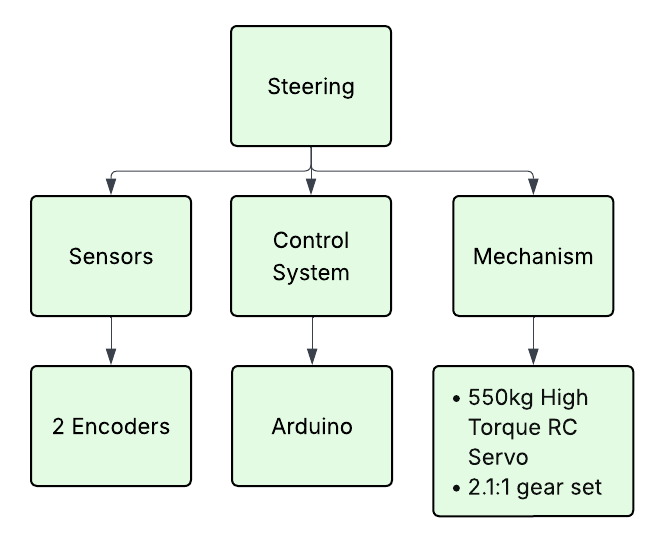 Steering
Sensors
Control
System
Mechanism
2 Encoders
Arduino
• 550kg High
Torque RC
Servo
• 2.1:1 gear set